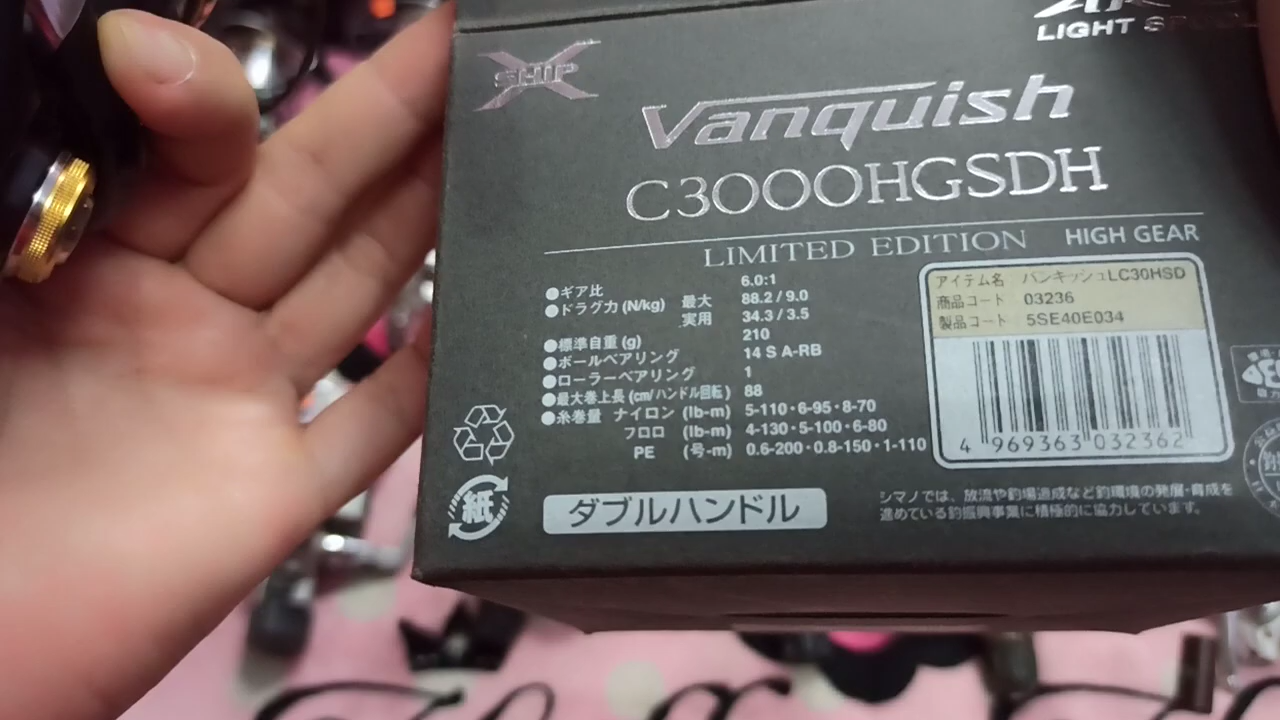 X
SHIP
LIGHT S
Vanquish
C3000HGSDH
LIMITED EDITION HIGH GEAR
●ギア比 6.0:1
●ドラグ力 (N/kg) 最大 88.2 / 9.0
実用 34.3 / 3.5
●標準自重 (g) 210
●ボールベアリング 14 S A-RB
●ローラーベアリング 1
●最大巻上長 (cm/ハンドル回転) 88
●糸巻量 ナイロン (lb-m) 5-110・6-95・8-70
フロロ (lb-m) 4-130・5-100・6-80
PE (号-m) 0.6-200・0.8-150・1-110
アイテム名 バンキッシュLC30HSD
商品コート 03236
製品コート 5SE40E034
4 969363 032362
紙
ダブルハンドル
シマノでは、放流や釣場造成など釣環境の発展・育成を
進めている釣振興事業に積極的に協力しています。